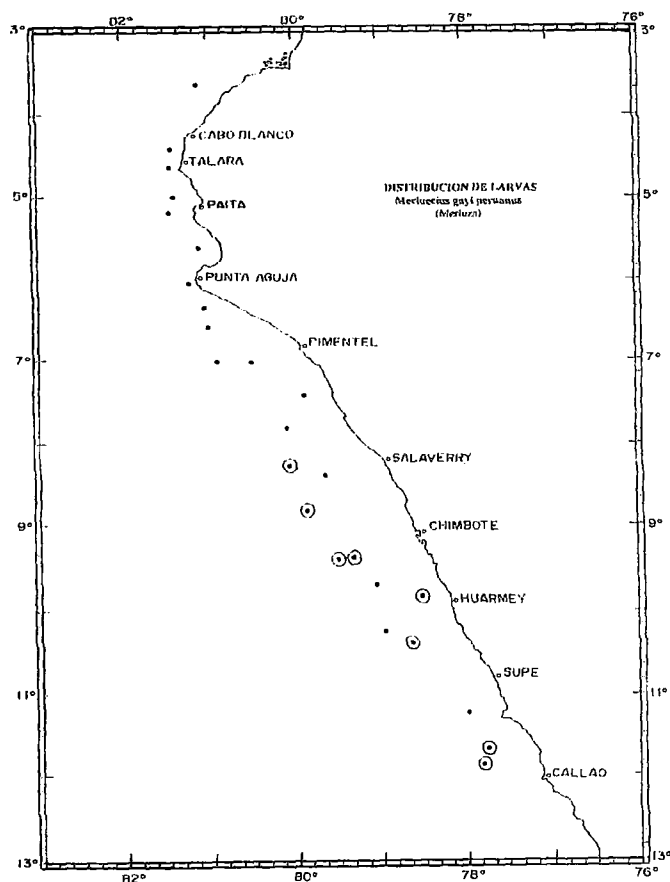 82° 80° 78° 76°
3° 3°
CABO BLANCO
TALARA
DISTRIBUCION DE LARVAS
Merluccius gayi peruanus
(Merluza)
5° 5°
PAITA
PUNTA AGUJA
PIMENTEL
7° 7°
SALAVERRY
9° 9°
CHIMBOTE
HUARMEY
SUPE
11° 11°
CALLAO
13° 13°
82° 80° 78° 76°